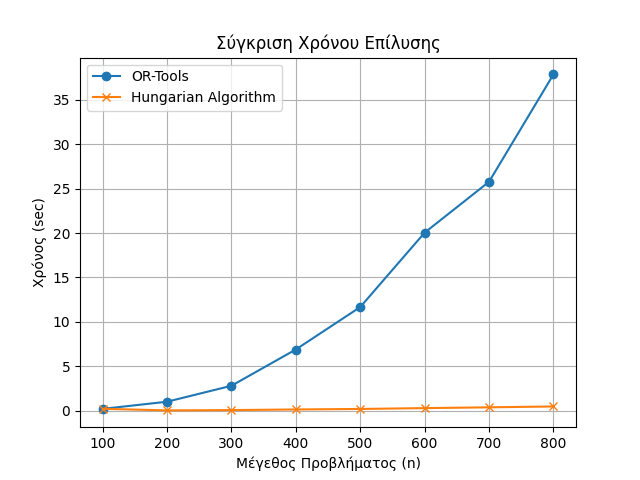 Σύγκριση Χρόνου Επίλυσης
OR-Tools
Hungarian Algorithm
35
30
25
20
15
10
5
0
Χρόνος (sec)
100 200 300 400 500 600 700 800
Μέγεθος Προβλήματος (n)